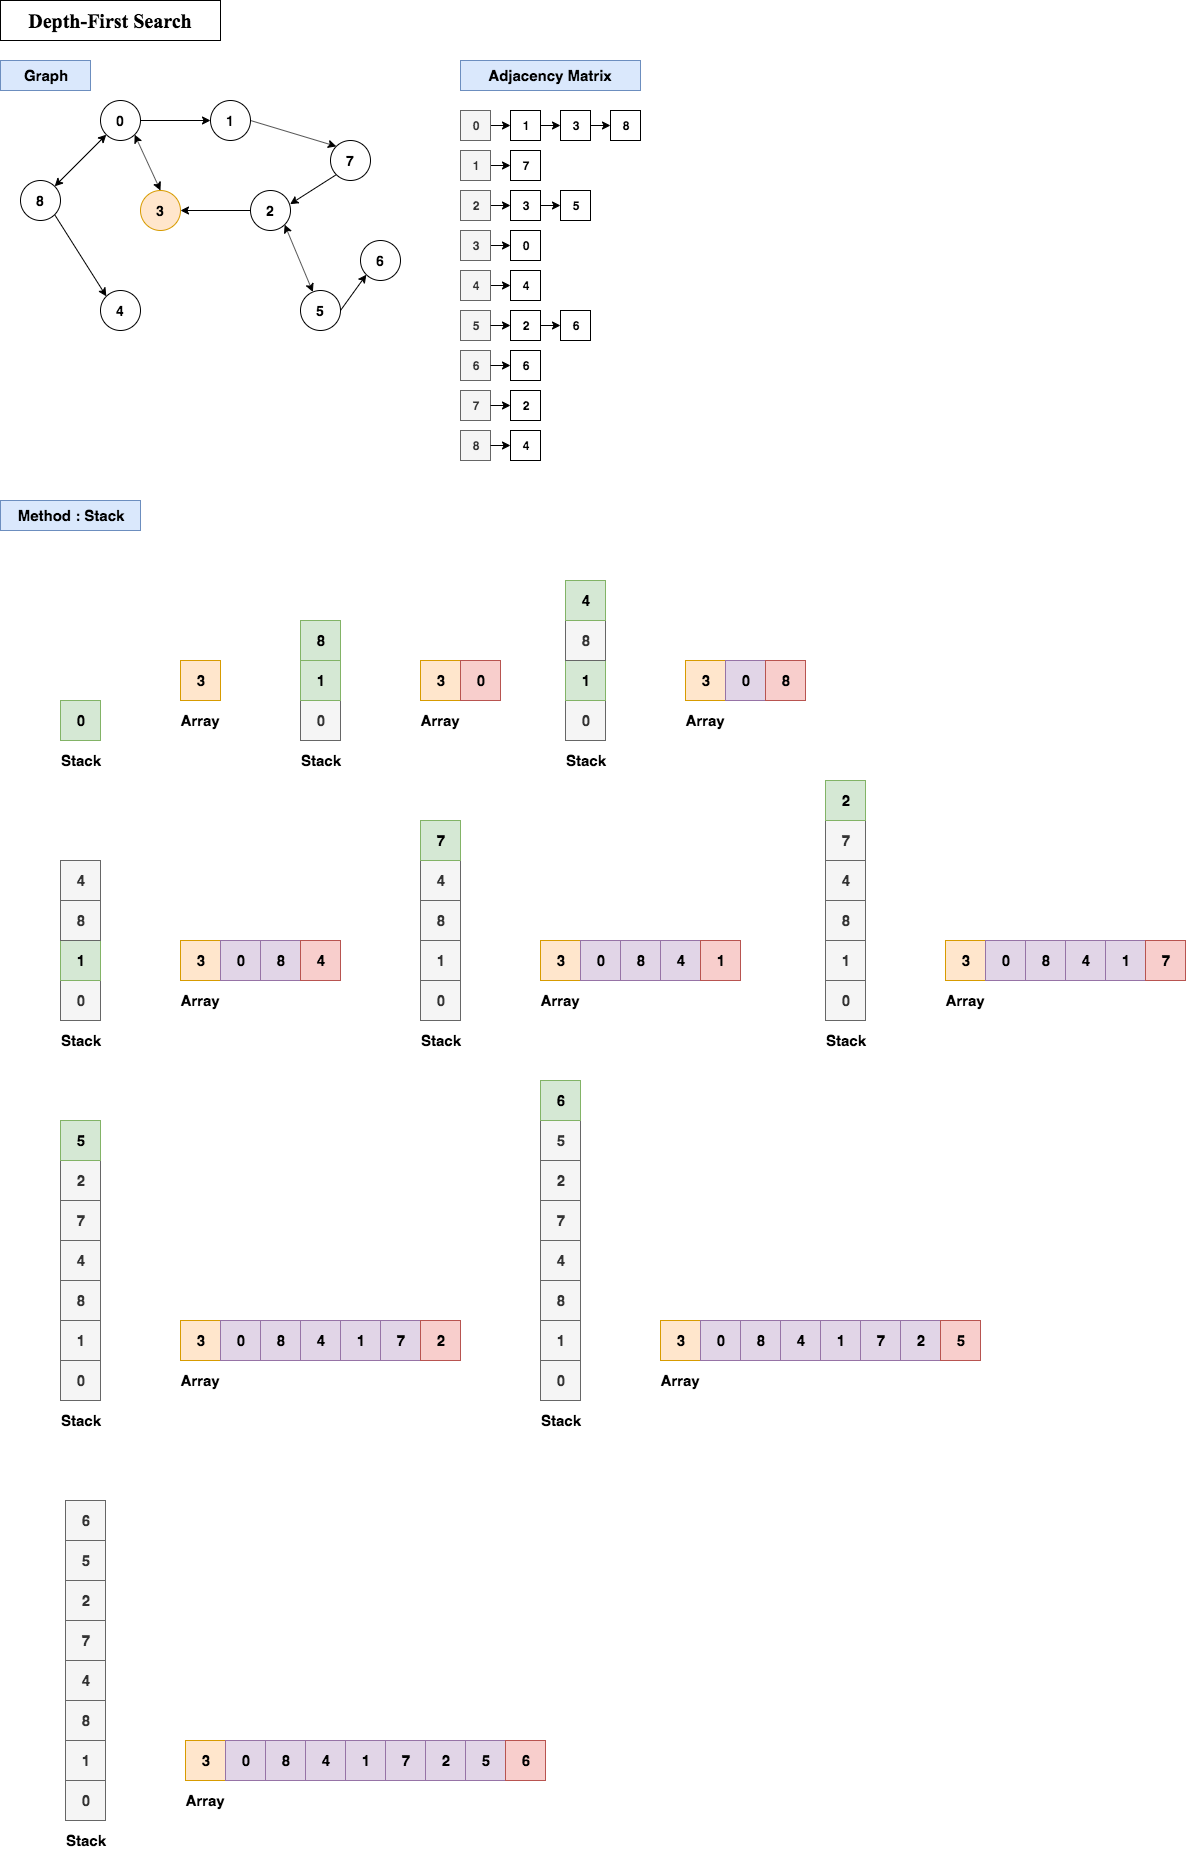 Depth-First Search
Graph
Adjacency Matrix
0
1
7
8
3
2
6
4
5
0 1 3 8
1 7
2 3 5
3 0
4 4
5 2 6
6 6
7 2
8 4
Method : Stack
0
Stack
3
Array
8
1
0
Stack
3 0
Array
4
8
1
0
Stack
3 0 8
Array
4
8
1
0
Stack
3 0 8 4
Array
7
4
8
1
0
Stack
3 0 8 4 1
Array
2
7
4
8
1
0
Stack
3 0 8 4 1 7
Array
5
2
7
4
8
1
0
Stack
3 0 8 4 1 7 2
Array
6
5
2
7
4
8
1
0
Stack
3 0 8 4 1 7 2 5
Array
6
5
2
7
4
8
1
0
Stack
3 0 8 4 1 7 2 5 6
Array